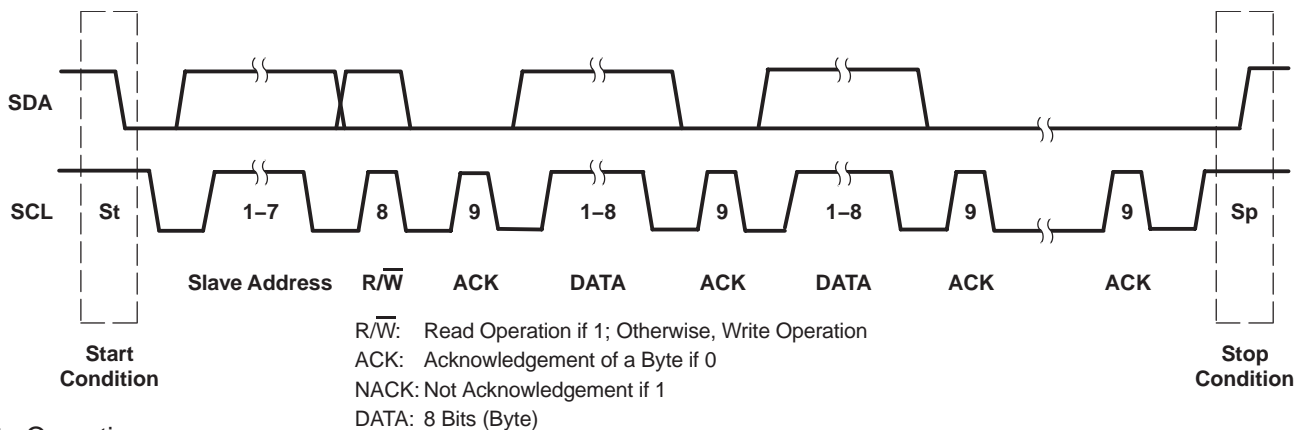 SDA
SCL St 1–7 8 9 1–8 9 1–8 9 9 Sp
Slave Address R/W̅ ACK DATA ACK DATA ACK ACK
R/W̅: Read Operation if 1; Otherwise, Write Operation
ACK: Acknowledgement of a Byte if 0
NACK: Not Acknowledgement if 1
DATA: 8 Bits (Byte)
Start
Condition
Stop
Condition